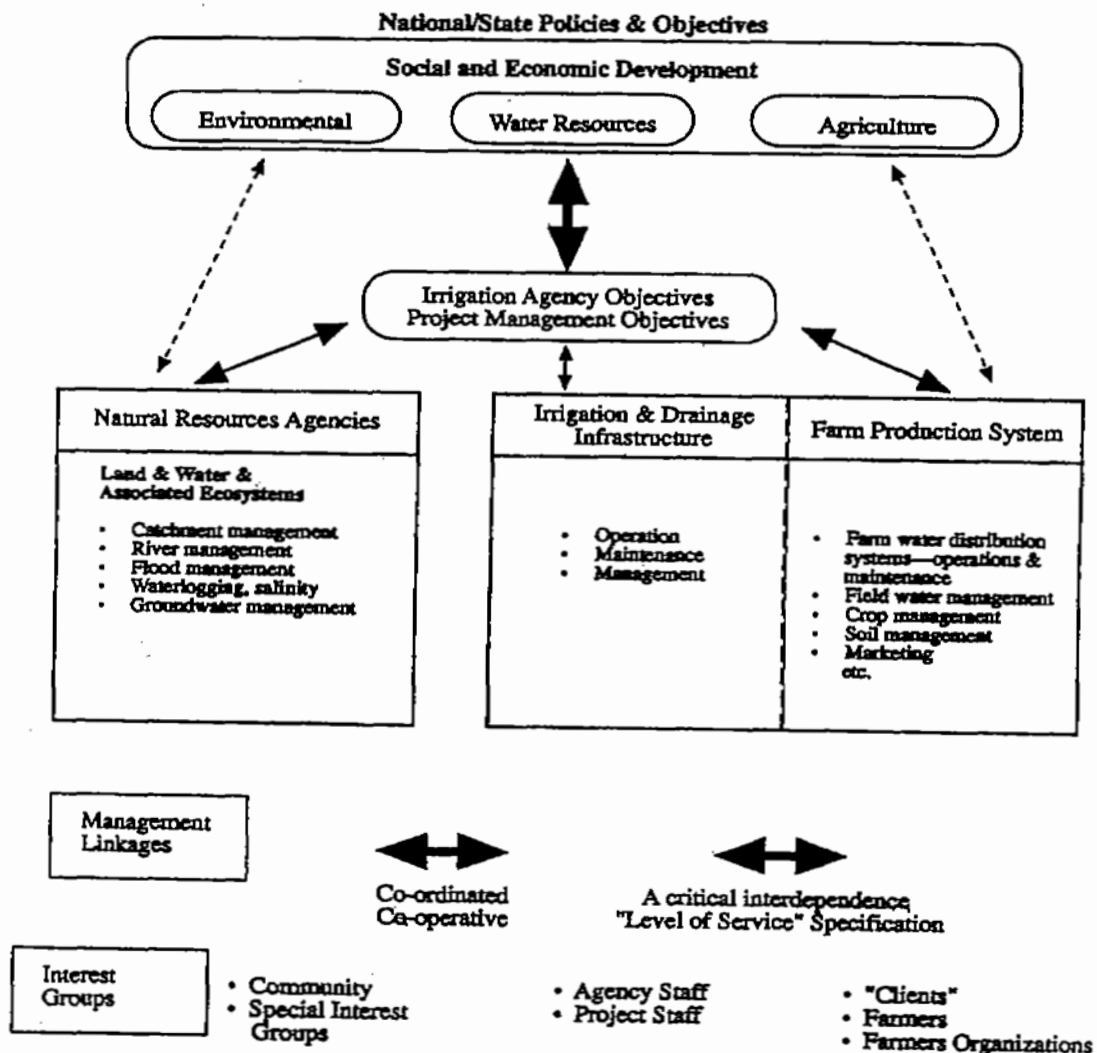 National/State Policies & Objectives
Social and Economic Development
Environmental
Water Resources
Agriculture
Irrigation Agency Objectives
Project Management Objectives
Natural Resources Agencies
Land & Water &
Associated Ecosystems
• Catchment management
• River management
• Flood management
• Waterlogging, salinity
• Groundwater management
Irrigation & Drainage
Infrastructure
• Operation
• Maintenance
• Management
Farm Production System
• Farm water distribution
systems—operations &
maintenance
• Field water management
• Crop management
• Soil management
• Marketing
etc.
Management
Linkages
Co-ordinated
Co-operative
A critical interdependence
"Level of Service" Specification
Interest
Groups
• Community
• Special Interest
Groups
• Agency Staff
• Project Staff
• "Clients"
• Farmers
• Farmers Organizations